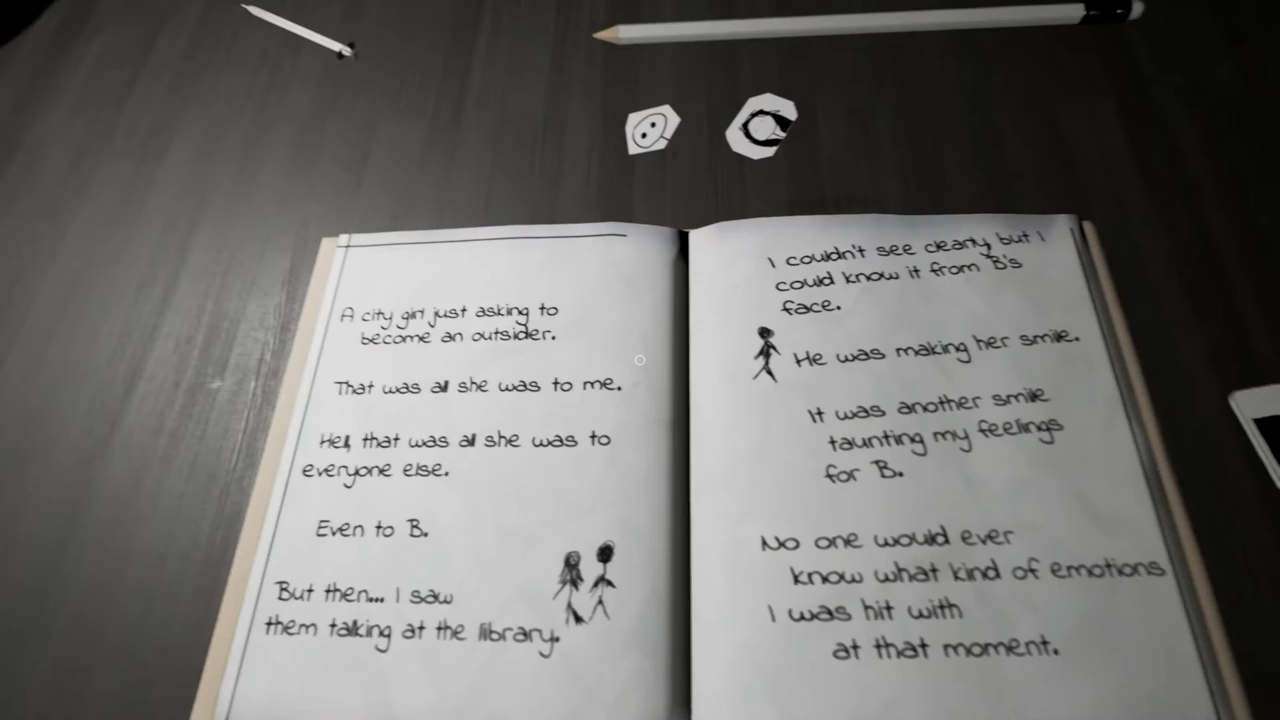 A city girl just asking to
become an outsider.
That was all she was to me.
Hell, that was all she was to
everyone else.
Even to B.
But then... I saw
them talking at the library.
I couldn't see clearly, but I
could know it from B's
face.
He was making her smile.
It was another smile
taunting my feelings
for B.
No one would ever
know what kind of emotions
I was hit with
at that moment.